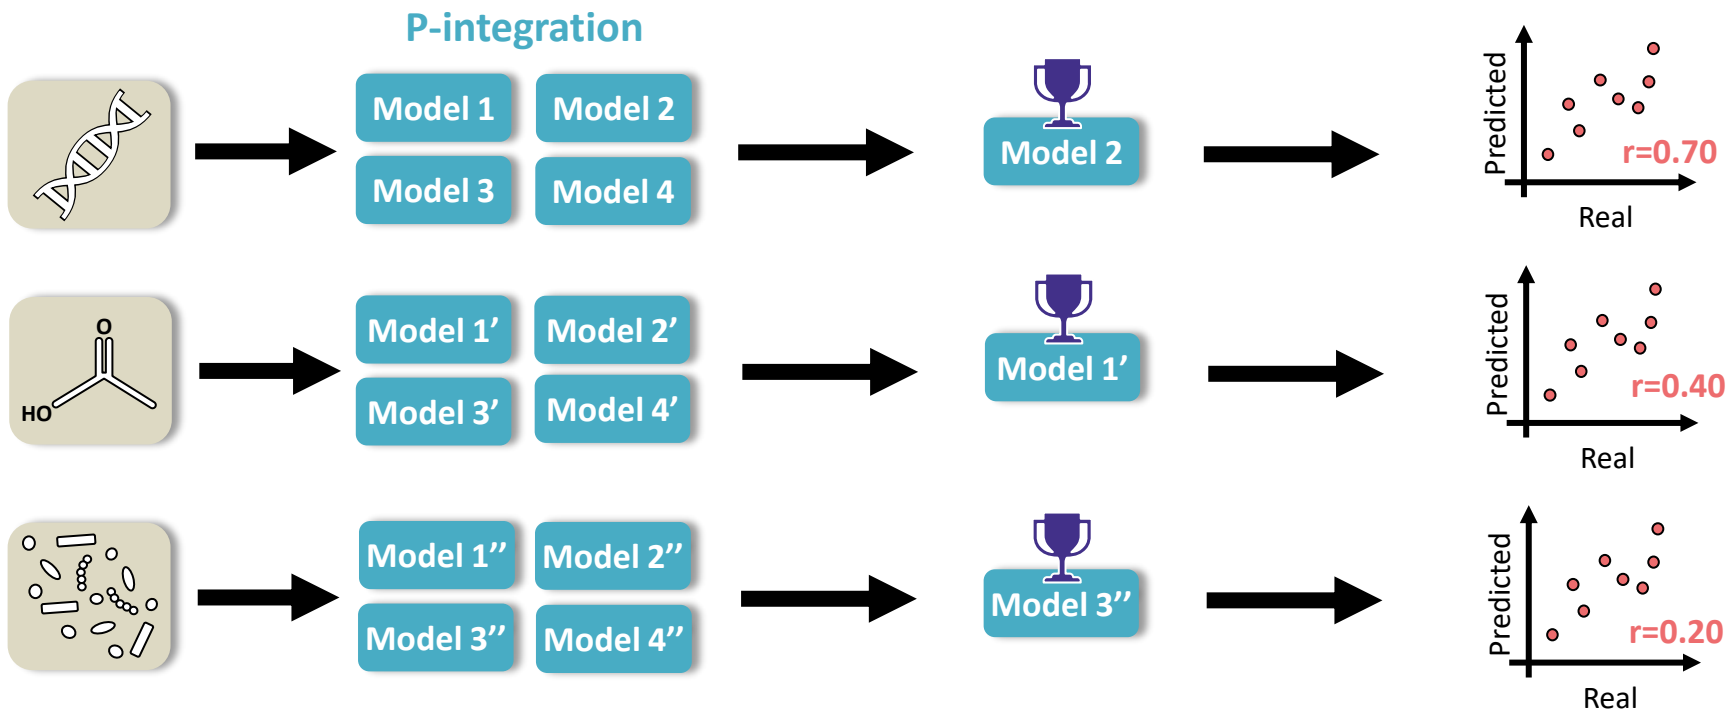 P-integration
Model 1
Model 2
Model 3
Model 4
Model 2
Predicted
r=0.70
Real
O
HO
Model 1’
Model 2’
Model 3’
Model 4’
Model 1’
Predicted
r=0.40
Real
Model 1’’
Model 2’’
Model 3’’
Model 4’’
Model 3’’
Predicted
r=0.20
Real